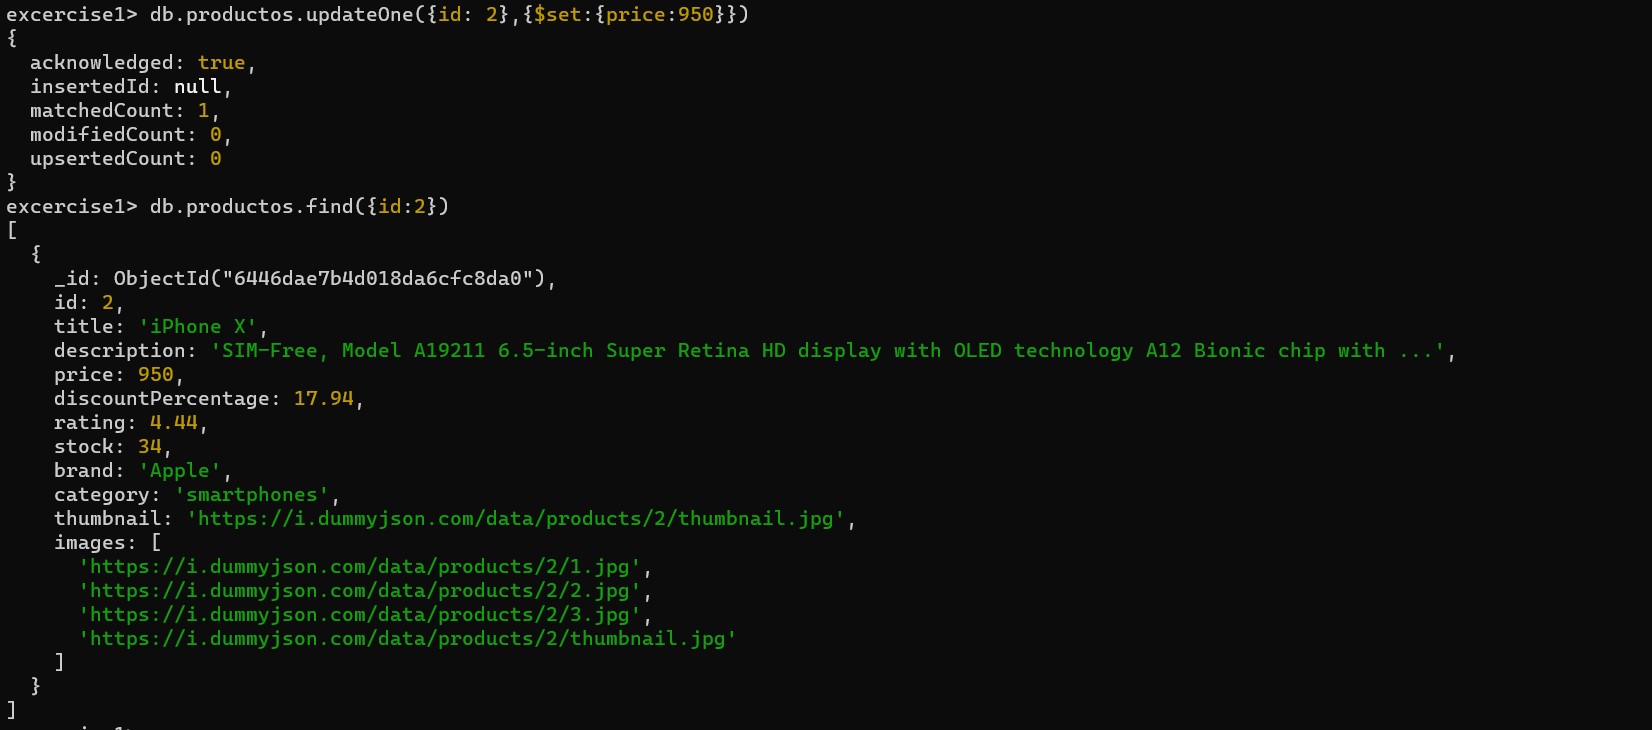 excercise1> db.productos.updateOne({id: 2},{$set:{price:950}})
{
  acknowledged: true,
  insertedId: null,
  matchedCount: 1,
  modifiedCount: 0,
  upsertedCount: 0
}
excercise1> db.productos.find({id:2})
[
  {
    _id: ObjectId("6446dae7b4d018da6cfc8da0"),
    id: 2,
    title: 'iPhone X',
    description: 'SIM-Free, Model A19211 6.5-inch Super Retina HD display with OLED technology A12 Bionic chip with ...',
    price: 950,
    discountPercentage: 17.94,
    rating: 4.44,
    stock: 34,
    brand: 'Apple',
    category: 'smartphones',
    thumbnail: 'https://i.dummyjson.com/data/products/2/thumbnail.jpg',
    images: [
      'https://i.dummyjson.com/data/products/2/1.jpg',
      'https://i.dummyjson.com/data/products/2/2.jpg',
      'https://i.dummyjson.com/data/products/2/3.jpg',
      'https://i.dummyjson.com/data/products/2/thumbnail.jpg'
    ]
  }
]